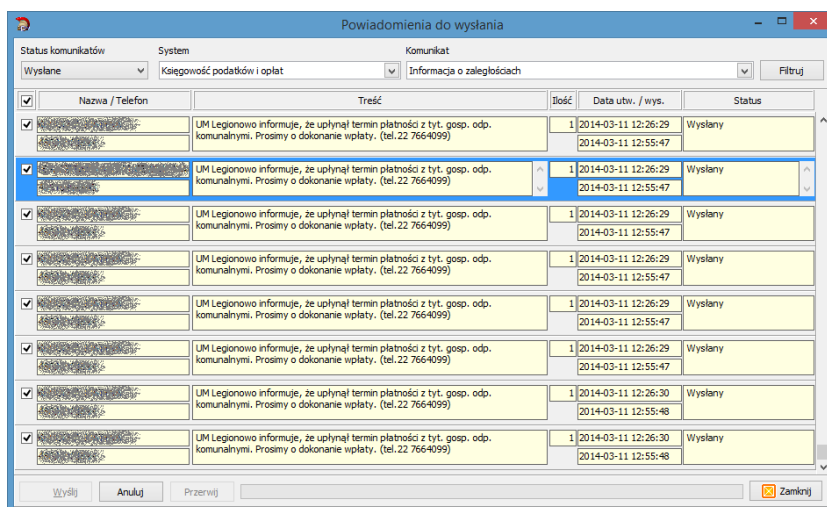 Powiadomienia do wysłania
Status komunikatów System Komunikat
Wysłane Księgowość podatków i opłat Informacja o zaległościach Filtruj
Nazwa / Telefon Treść Ilość Data utw. / wys. Status
UM Legionowo informuje, że upłynął termin płatności z tyt. gosp. odp. 1 2014-03-11 12:26:29 Wysłany
komunalnymi. Prosimy o dokonanie wpłaty. (tel.22 7664099) 2014-03-11 12:55:47
UM Legionowo informuje, że upłynął termin płatności z tyt. gosp. odp. 1 2014-03-11 12:26:29 Wysłany
komunalnymi. Prosimy o dokonanie wpłaty. (tel.22 7664099) 2014-03-11 12:55:47
UM Legionowo informuje, że upłynął termin płatności z tyt. gosp. odp. 1 2014-03-11 12:26:29 Wysłany
komunalnymi. Prosimy o dokonanie wpłaty. (tel.22 7664099) 2014-03-11 12:55:47
UM Legionowo informuje, że upłynął termin płatności z tyt. gosp. odp. 1 2014-03-11 12:26:29 Wysłany
komunalnymi. Prosimy o dokonanie wpłaty. (tel.22 7664099) 2014-03-11 12:55:47
UM Legionowo informuje, że upłynął termin płatności z tyt. gosp. odp. 1 2014-03-11 12:26:29 Wysłany
komunalnymi. Prosimy o dokonanie wpłaty. (tel.22 7664099) 2014-03-11 12:55:47
UM Legionowo informuje, że upłynął termin płatności z tyt. gosp. odp. 1 2014-03-11 12:26:29 Wysłany
komunalnymi. Prosimy o dokonanie wpłaty. (tel.22 7664099) 2014-03-11 12:55:47
UM Legionowo informuje, że upłynął termin płatności z tyt. gosp. odp. 1 2014-03-11 12:26:30 Wysłany
komunalnymi. Prosimy o dokonanie wpłaty. (tel.22 7664099) 2014-03-11 12:55:48
UM Legionowo informuje, że upłynął termin płatności z tyt. gosp. odp. 1 2014-03-11 12:26:30 Wysłany
komunalnymi. Prosimy o dokonanie wpłaty. (tel.22 7664099) 2014-03-11 12:55:48
Wyślij Anuluj Przerwij Zamknij